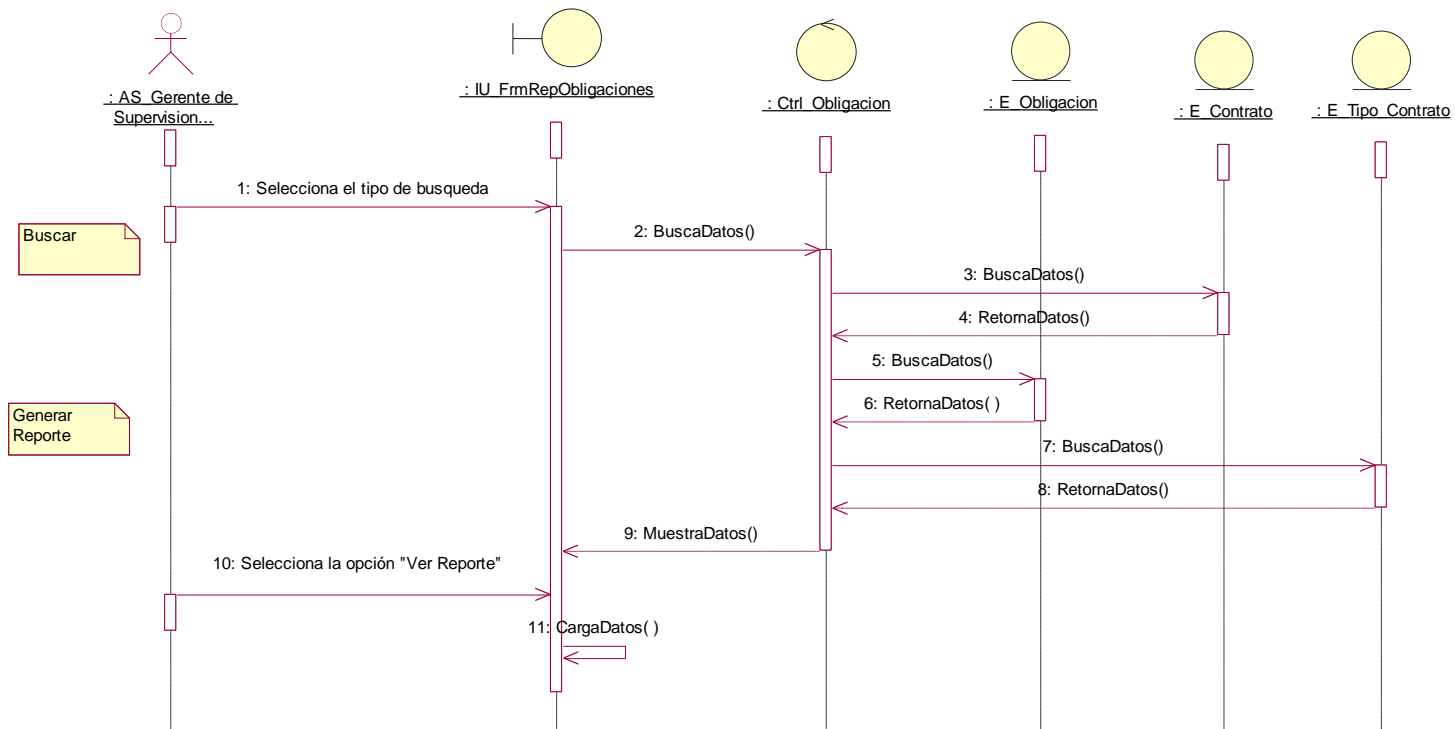 : AS_Gerente de
Supervision...
: IU_FrmRepObligaciones
: Ctrl_Obligacion
: E_Obligacion
: E_Contrato
: E_Tipo_Contrato
1: Selecciona el tipo de busqueda
Buscar
2: BuscaDatos()
3: BuscaDatos()
4: RetornaDatos()
5: BuscaDatos()
6: RetornaDatos( )
Generar
Reporte
7: BuscaDatos()
8: RetornaDatos()
9: MuestraDatos()
10: Selecciona la opción "Ver Reporte"
11: CargaDatos( )